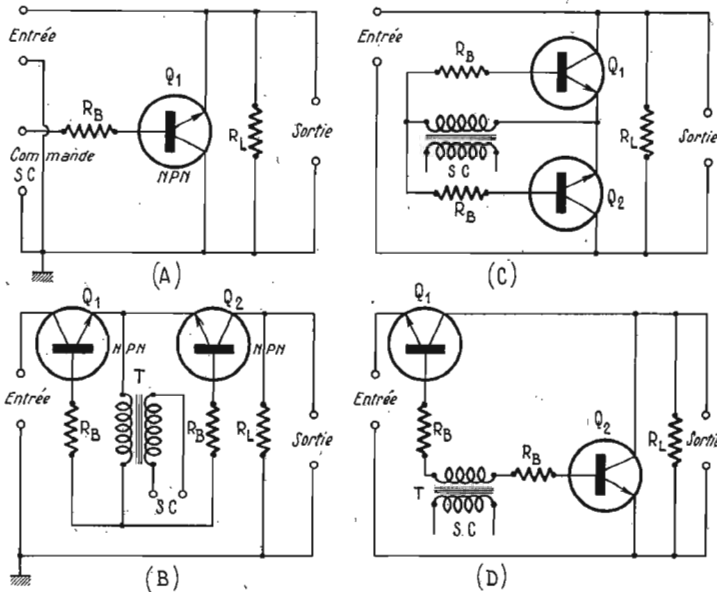 Entrée
Q1
RB
Commande
SC
NPN
RL
Sortie
(A)
Entrée
RB
Q1
SC
RB
Q2
RL
Sortie
(C)
Q1
Q2
NPN
NPN
T
Entrée
RB
RB
RL
Sortie
SC
(B)
Q1
Entrée
RB
Q2
RB
RL
Sortie
T
S.C
(D)